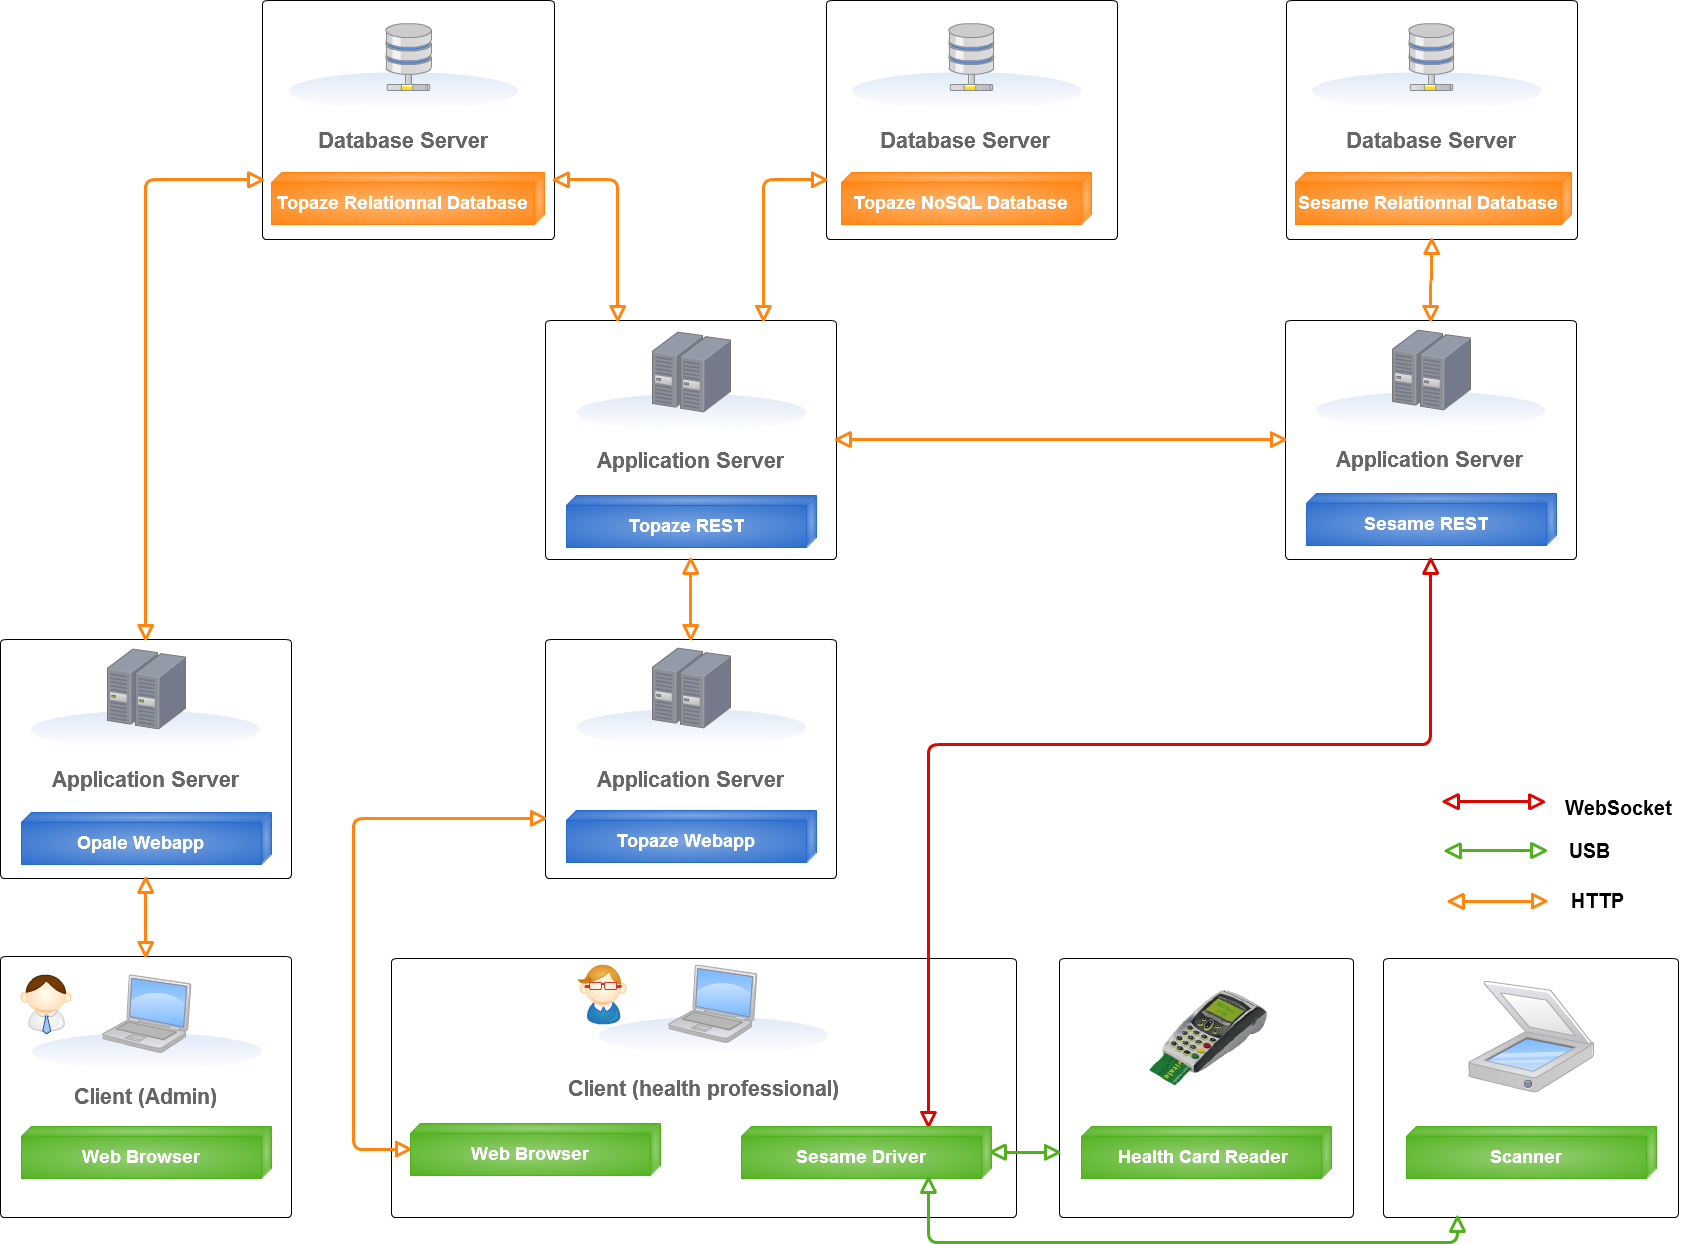 Database Server
Database Server
Database Server
Topaze Relationnal Database
Topaze NoSQL Database
Sesame Relationnal Database
Application Server
Application Server
Topaze REST
Sesame REST
Application Server
Application Server
Opale Webapp
Topaze Webapp
WebSocket
USB
HTTP
Client (Admin)
Client (health professional)
Web Browser
Web Browser
Sesame Driver
Health Card Reader
Scanner